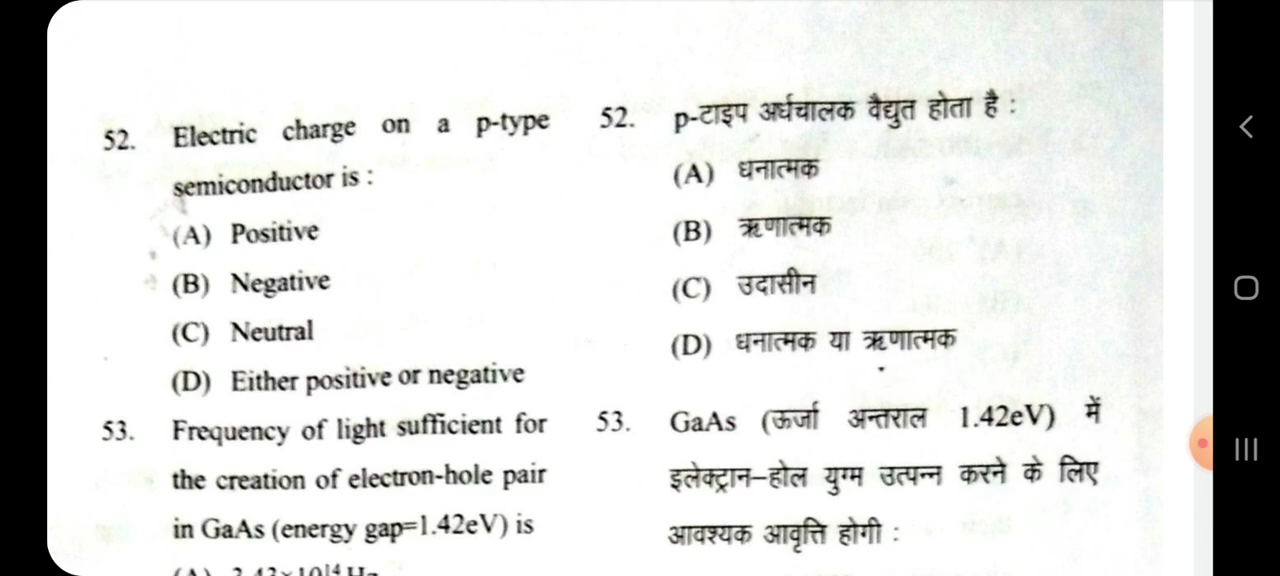 52. Electric charge on a p-type
semiconductor is :
(A) Positive
(B) Negative
(C) Neutral
(D) Either positive or negative
53. Frequency of light sufficient for
the creation of electron-hole pair
in GaAs (energy gap=1.42eV) is
52. p-टाइप अर्धचालक वैद्युत होता है :
(A) धनात्मक
(B) ऋणात्मक
(C) उदासीन
(D) धनात्मक या ऋणात्मक
53. GaAs (ऊर्जा अन्तराल 1.42eV) में
इलेक्ट्रान-होल युग्म उत्पन्न करने के लिए
आवश्यक आवृत्ति होगी :